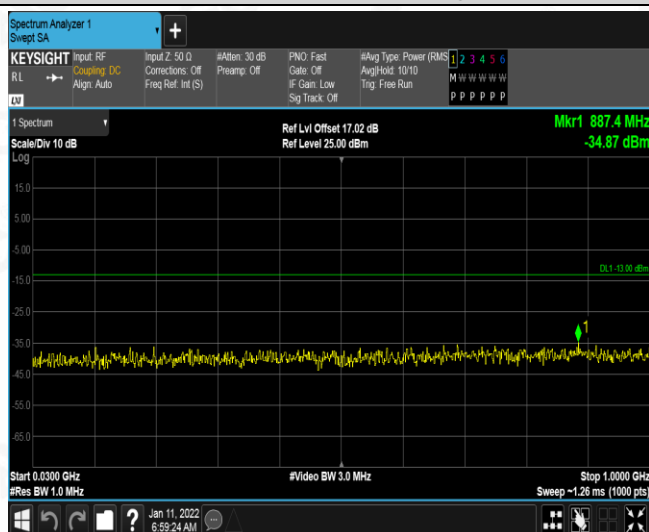 Spectrum Analyzer 1
Swept SA
+
KEYSIGHT
RL
LXI
Input: RF
Coupling: DC
Align: Auto
Input Z: 50 Ω
Corrections: Off
Freq Ref: Int (S)
#Atten: 30 dB
Preamp: Off
PNO: Fast
Gate: Off
IF Gain: Low
Sig Track: Off
#Avg Type: Power (RMS
Avg|Hold: 10/10
Trig: Free Run
1 2 3 4 5 6
M W W W W W
P P P P P P
1 Spectrum
Scale/Div 10 dB
Ref Lvl Offset 17.02 dB
Ref Level 25.00 dBm
Mkr1 887.4 MHz
-34.87 dBm
Log
15.0
5.00
-5.00
DL1 -13.00 dBm
-15.0
-25.0
1
-35.0
-45.0
-55.0
-65.0
Start 0.0300 GHz
#Res BW 1.0 MHz
#Video BW 3.0 MHz
Stop 1.0000 GHz
Sweep ~1.26 ms (1000 pts)
?
Jan 11, 2022
6:59:24 AM